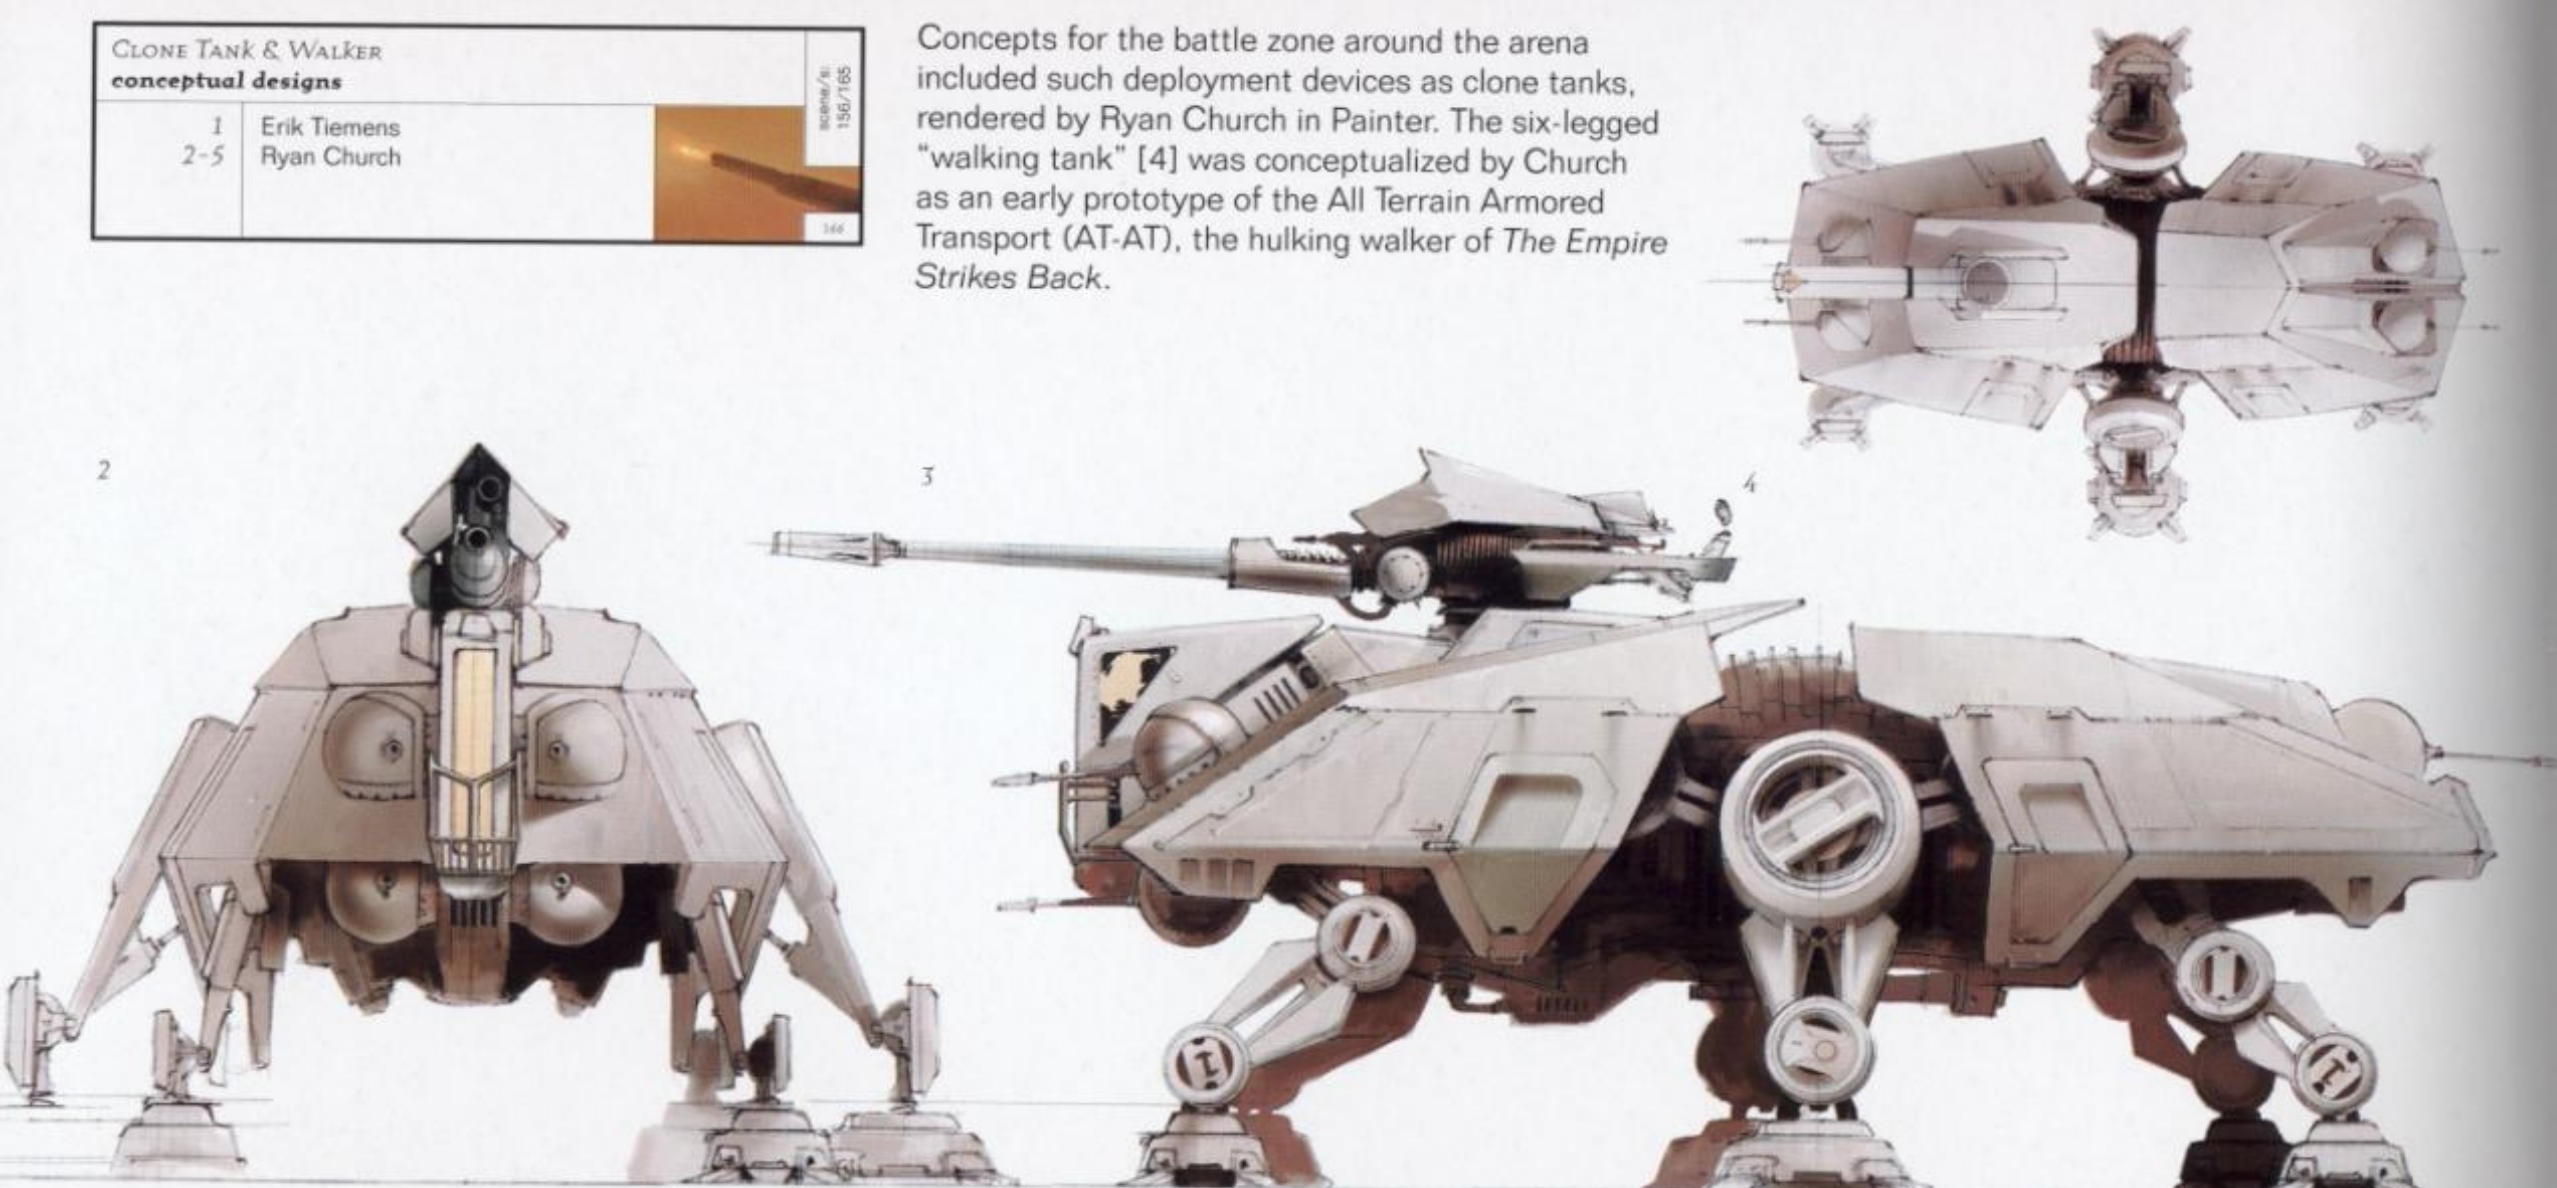 CLONE TANK & WALKER
conceptual designs
1 Erik Tiemens
2-5 Ryan Church
scene/s:
156/165
166
Concepts for the battle zone around the arena
included such deployment devices as clone tanks,
rendered by Ryan Church in Painter. The six-legged
“walking tank” [4] was conceptualized by Church
as an early prototype of the All Terrain Armored
Transport (AT-AT), the hulking walker of The Empire
Strikes Back.
2
3
4